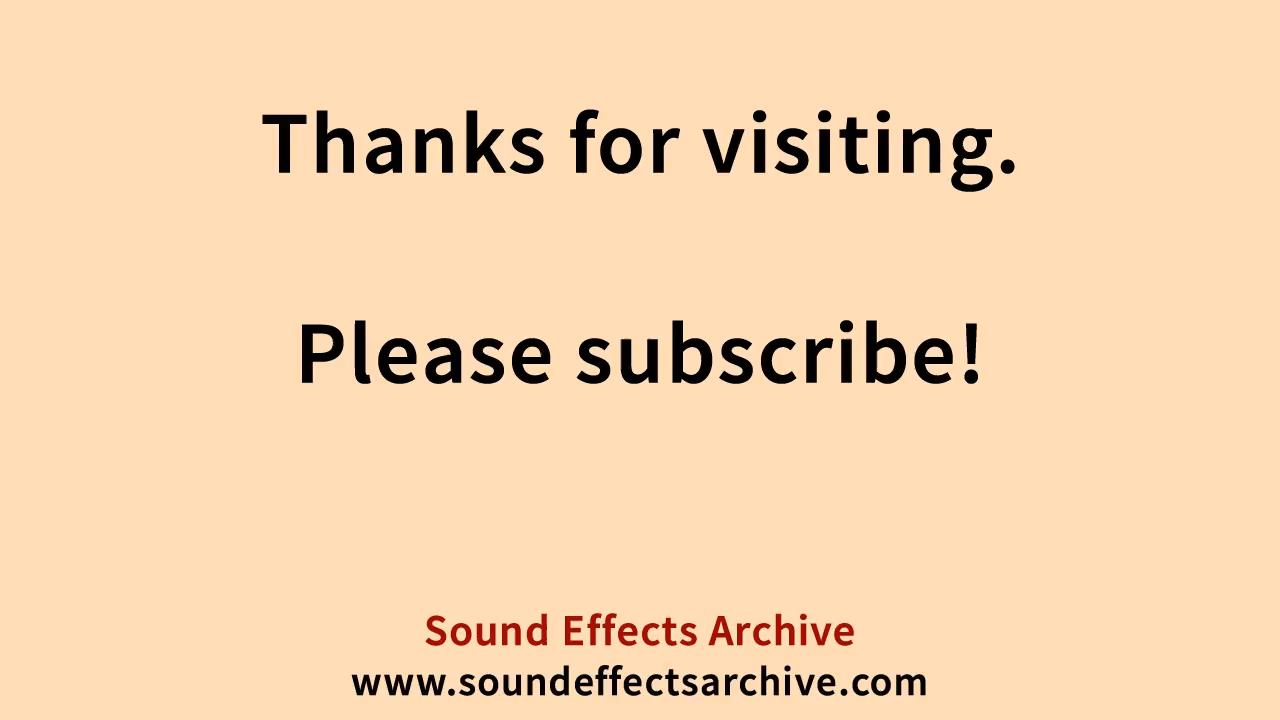 Thanks for visiting.
Please subscribe!
Sound Effects Archive
www.soundeffectsarchive.com